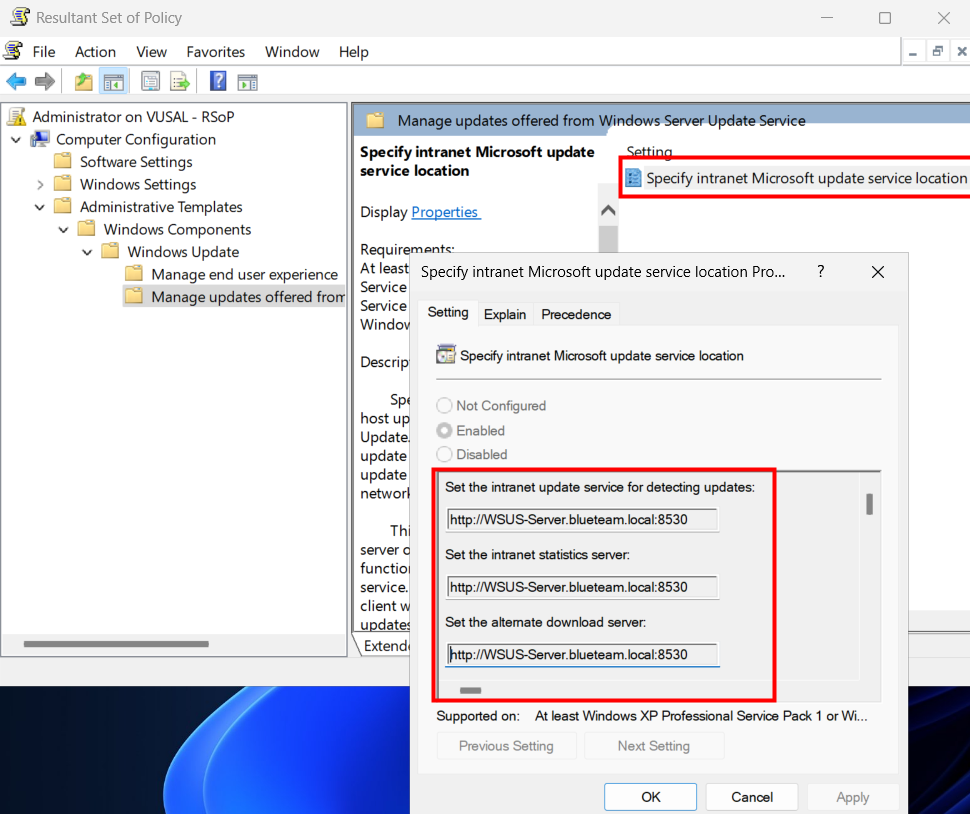 Resultant Set of Policy
File Action View Favorites Window Help
Administrator on VUSAL - RSoP
Computer Configuration
Software Settings
Windows Settings
Administrative Templates
Windows Components
Windows Update
Manage end user experience
Manage updates offered from
Manage updates offered from Windows Server Update Service
Specify intranet Microsoft update
service location
Display Properties
Requirements:
At least
Service
Service
Window
Descrip
Spe
host up
Update.
update
update
network
Thi
server o
function
service.
client w
updates
Extende
Setting
Specify intranet Microsoft update service location
Specify intranet Microsoft update service location Pro... ?
Setting Explain Precedence
Specify intranet Microsoft update service location
Not Configured
Enabled
Disabled
Set the intranet update service for detecting updates:
http://WSUS-Server.blueteam.local:8530
Set the intranet statistics server:
http://WSUS-Server.blueteam.local:8530
Set the alternate download server:
http://WSUS-Server.blueteam.local:8530
Supported on: At least Windows XP Professional Service Pack 1 or Wi...
Previous Setting Next Setting
OK Cancel Apply